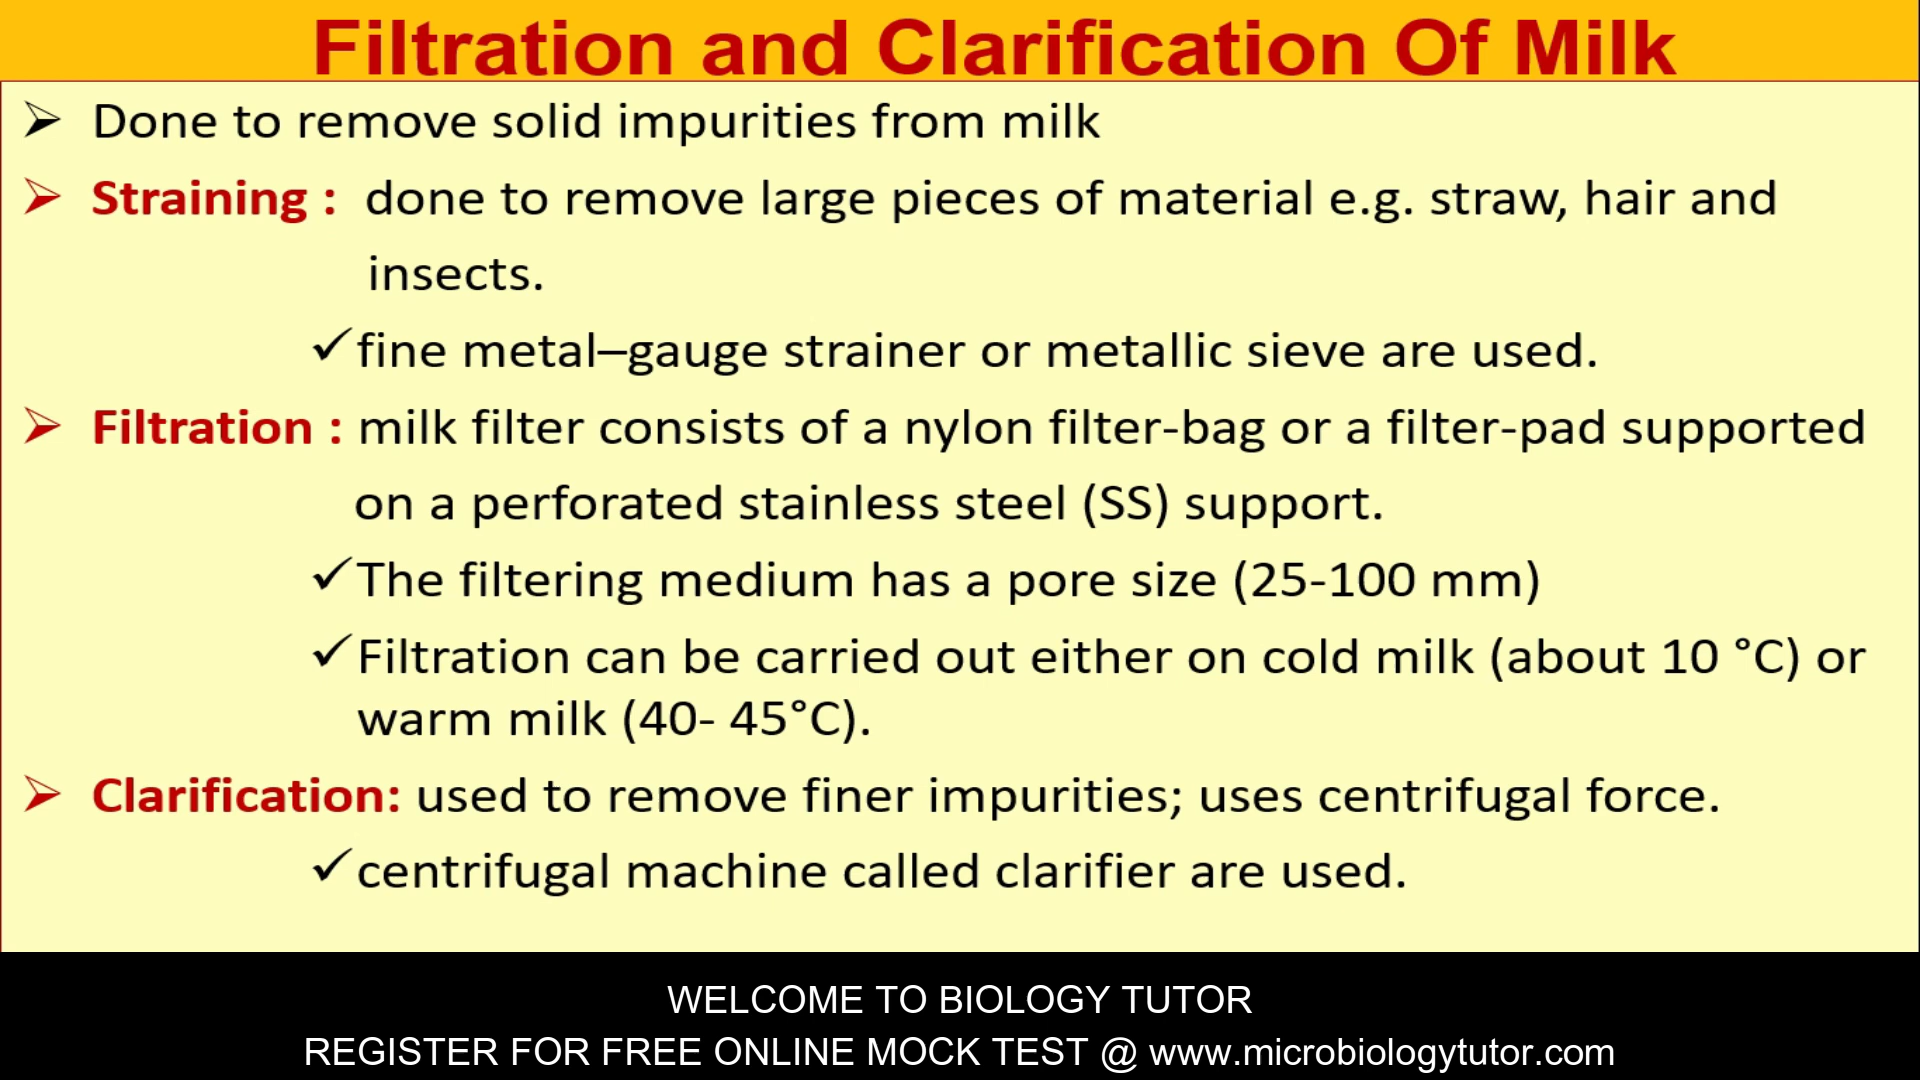 Filtration and Clarification Of Milk
➢ Done to remove solid impurities from milk
➢ Straining : done to remove large pieces of material e.g. straw, hair and
insects.
✓fine metal–gauge strainer or metallic sieve are used.
➢ Filtration : milk filter consists of a nylon filter-bag or a filter-pad supported
on a perforated stainless steel (SS) support.
✓The filtering medium has a pore size (25-100 mm)
✓Filtration can be carried out either on cold milk (about 10 °C) or
warm milk (40- 45°C).
➢ Clarification: used to remove finer impurities; uses centrifugal force.
✓centrifugal machine called clarifier are used.
WELCOME TO BIOLOGY TUTOR
REGISTER FOR FREE ONLINE MOCK TEST @ www.microbiologytutor.com